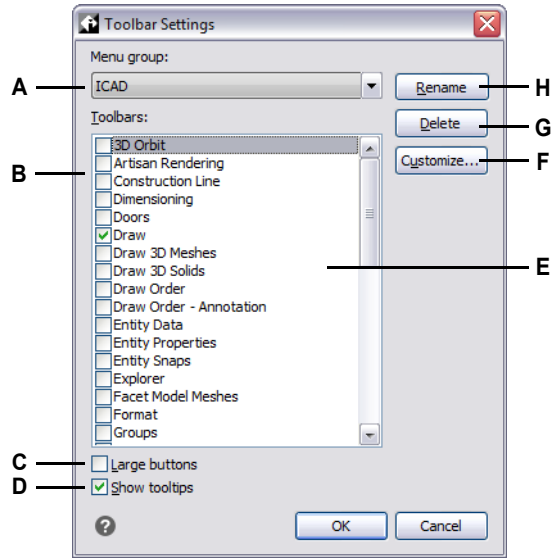 Toolbar Settings
Menu group:
A
ICAD
Rename
H
Toolbars:
Delete
G
B
3D Orbit
Artisan Rendering
Customize...
F
Construction Line
Dimensioning
Doors
Draw
Draw 3D Meshes
E
Draw 3D Solids
Draw Order
Draw Order - Annotation
Entity Data
Entity Properties
Entity Snaps
Explorer
Facet Model Meshes
Format
Groups
C
Large buttons
D
Show tooltips
?
OK
Cancel